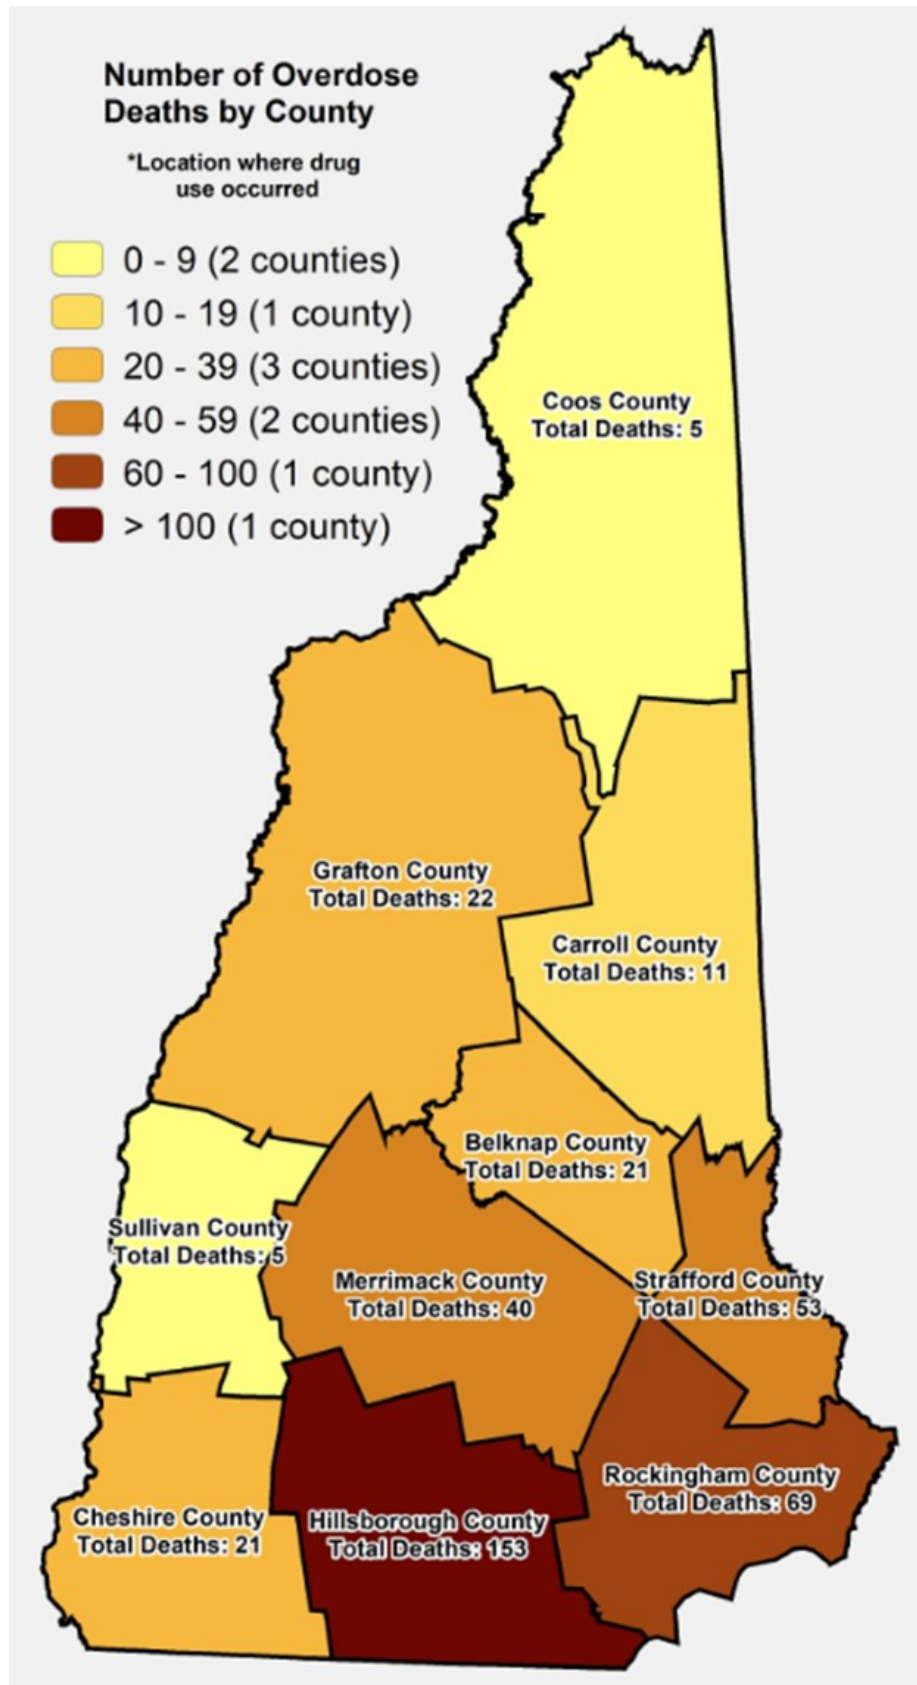 Number of Overdose
Deaths by County
*Location where drug
use occurred
0 - 9 (2 counties)
10 - 19 (1 county)
20 - 39 (3 counties)
40 - 59 (2 counties)
60 - 100 (1 county)
> 100 (1 county)
Coos County
Total Deaths: 5
Grafton County
Total Deaths: 22
Carroll County
Total Deaths: 11
Belknap County
Total Deaths: 21
Sullivan County
Total Deaths: 5
Merrimack County
Total Deaths: 40
Strafford County
Total Deaths: 53
Rockingham County
Total Deaths: 69
Cheshire County
Total Deaths: 21
Hillsborough County
Total Deaths: 153